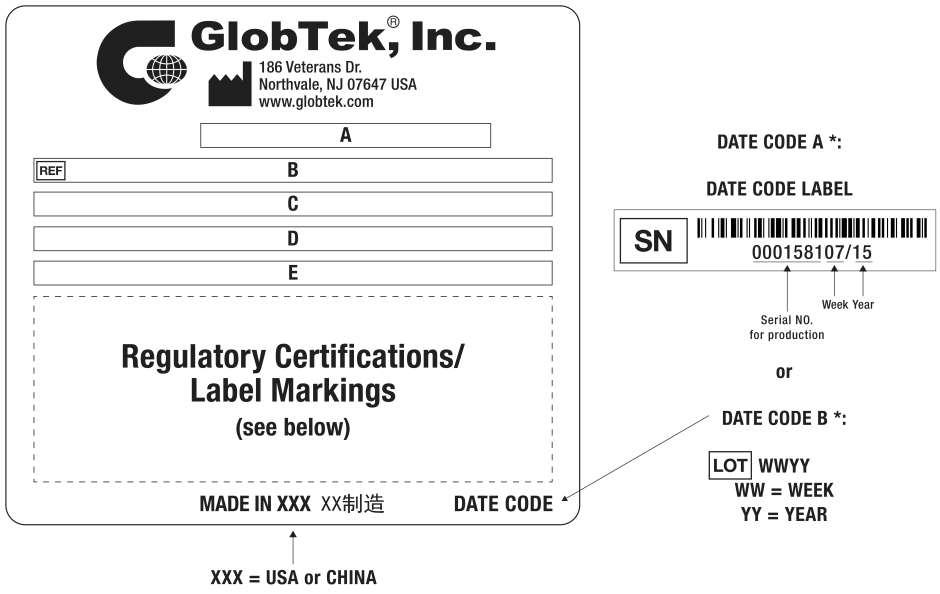 GlobTek, Inc.®
186 Veterans Dr.
Northvale, NJ 07647 USA
www.globtek.com
A
REF B
C
D
E
Regulatory Certifications/
Label Markings
(see below)
MADE IN XXX XX制造 DATE CODE
XXX = USA or CHINA
DATE CODE A *:
DATE CODE LABEL
SN
000158107/15
Week Year
Serial NO.
for production
or
DATE CODE B *:
LOT WWYY
WW = WEEK
YY = YEAR